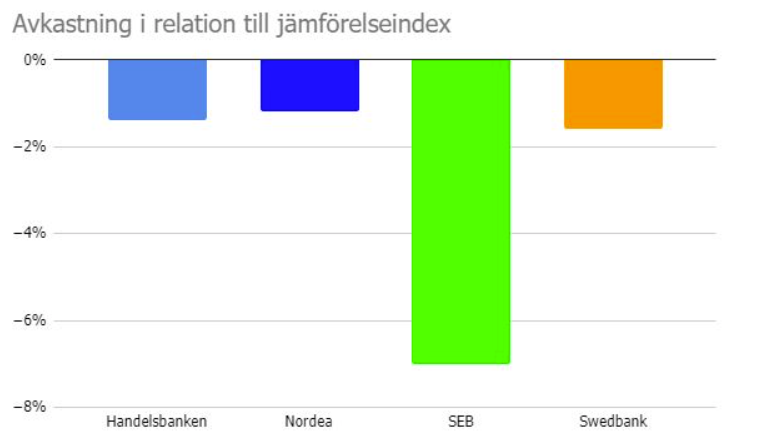 Avkastning i relation till jämförelseindex
0%
−2%
−4%
−6%
−8%
Handelsbanken Nordea SEB Swedbank